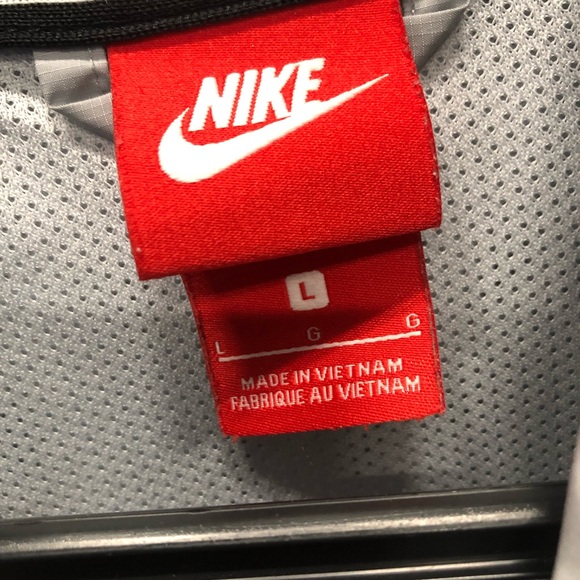 NIKE
L
L G G
MADE IN VIETNAM
FABRIQUE AU VIETNAM